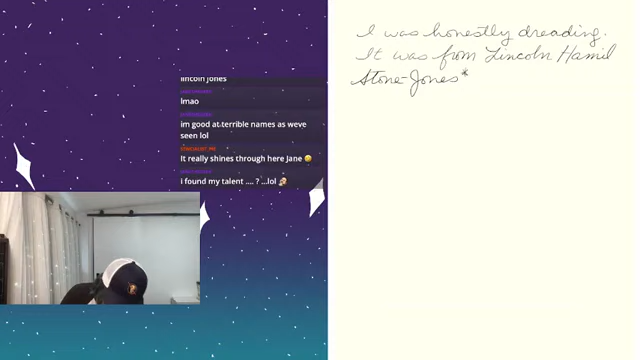 lincoln jones
lmao
im good at terrible names as weve
seen lol
It really shines through here Jane
i found my talent .... ? ...lol
I was honestly dreading.
It was from Lincoln Hamil
Stone-Jones*